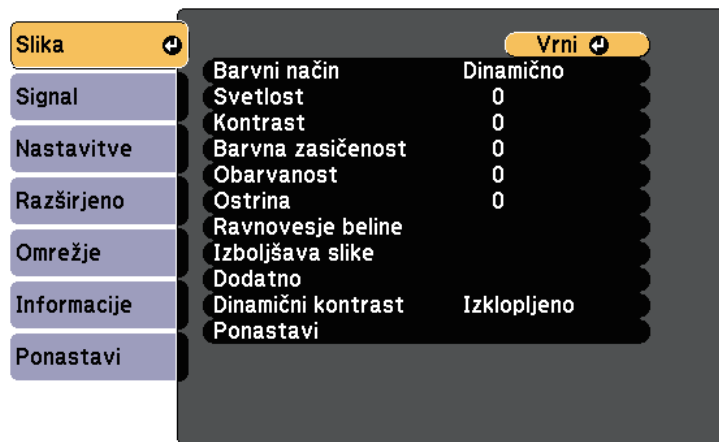 Slika
Signal
Nastavitve
Razširjeno
Omrežje
Informacije
Ponastavi
Vrni
Barvni način Dinamično
Svetlost 0
Kontrast 0
Barvna zasičenost 0
Obarvanost 0
Ostrina 0
Ravnovesje beline
Izboljšava slike
Dodatno
Dinamični kontrast Izklopljeno
Ponastavi